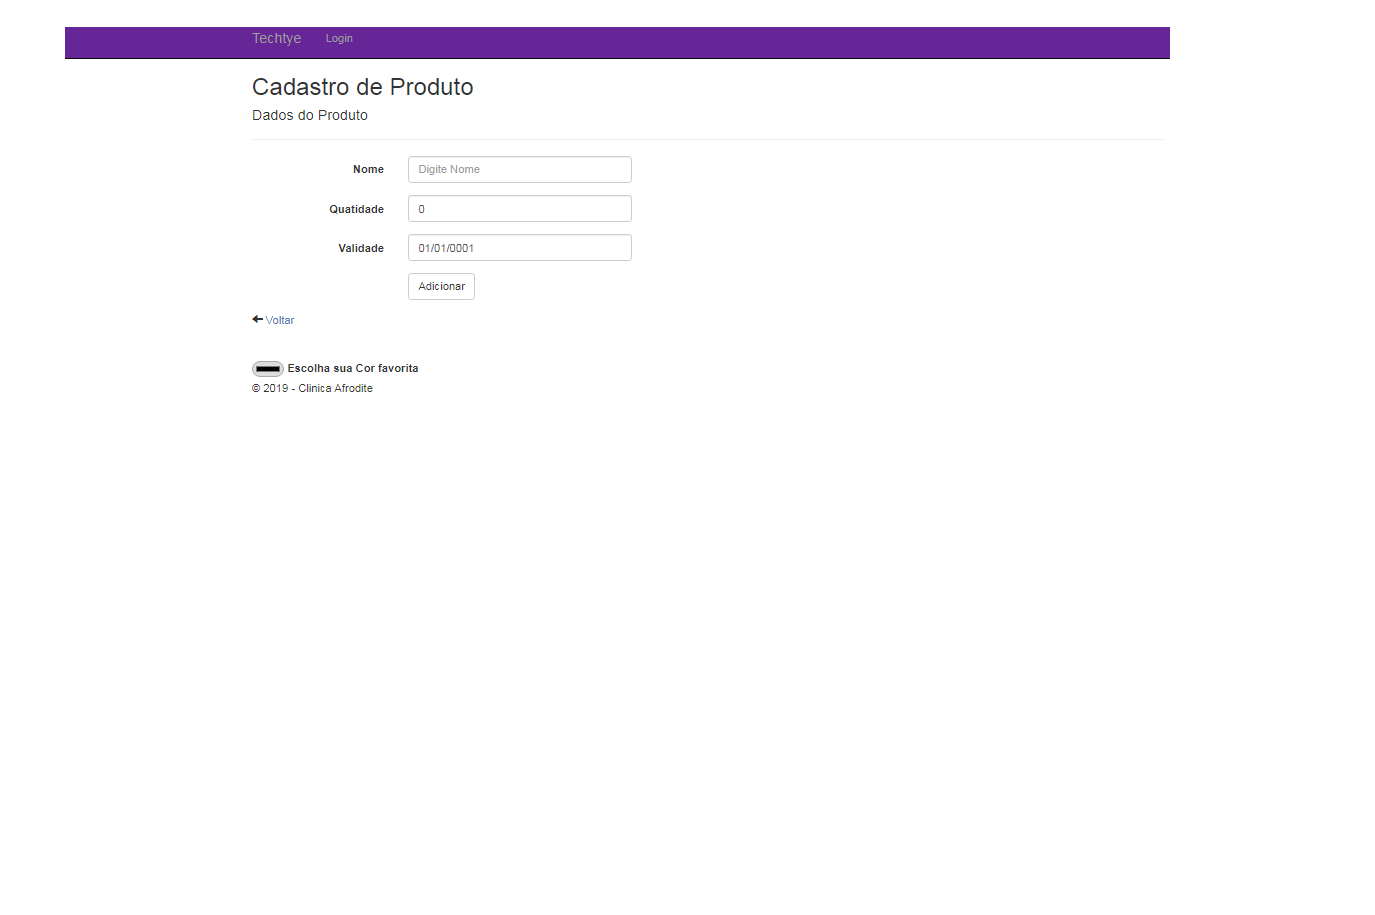 Techtye Login
Cadastro de Produto
Dados do Produto
Nome Digite Nome
Quatidade 0
Validade 01/01/0001
Adicionar
Voltar
Escolha sua Cor favorita
© 2019 - Clinica Afrodite